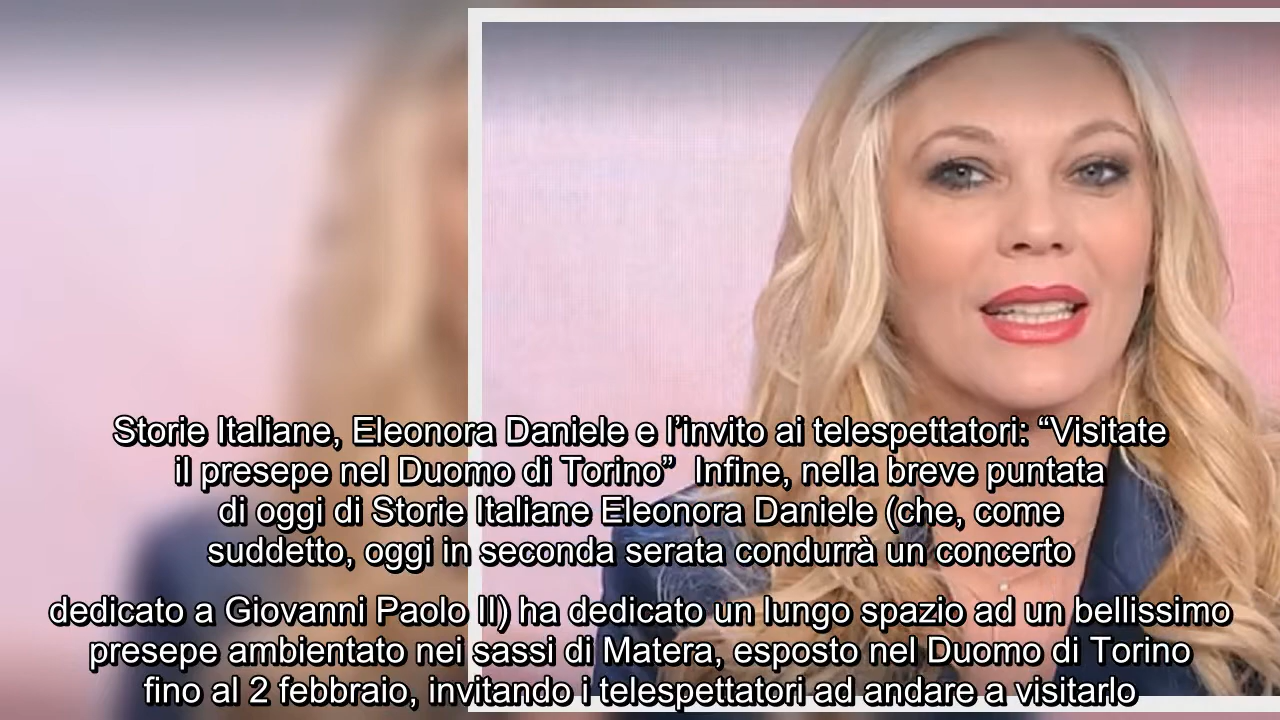 Storie Italiane, Eleonora Daniele e l’invito ai telespettatori: “Visitate
il presepe nel Duomo di Torino” Infine, nella breve puntata
di oggi di Storie Italiane Eleonora Daniele (che, come
suddetto, oggi in seconda serata condurrà un concerto
dedicato a Giovanni Paolo II) ha dedicato un lungo spazio ad un bellissimo
presepe ambientato nei sassi di Matera, esposto nel Duomo di Torino
fino al 2 febbraio, invitando i telespettatori ad andare a visitarlo